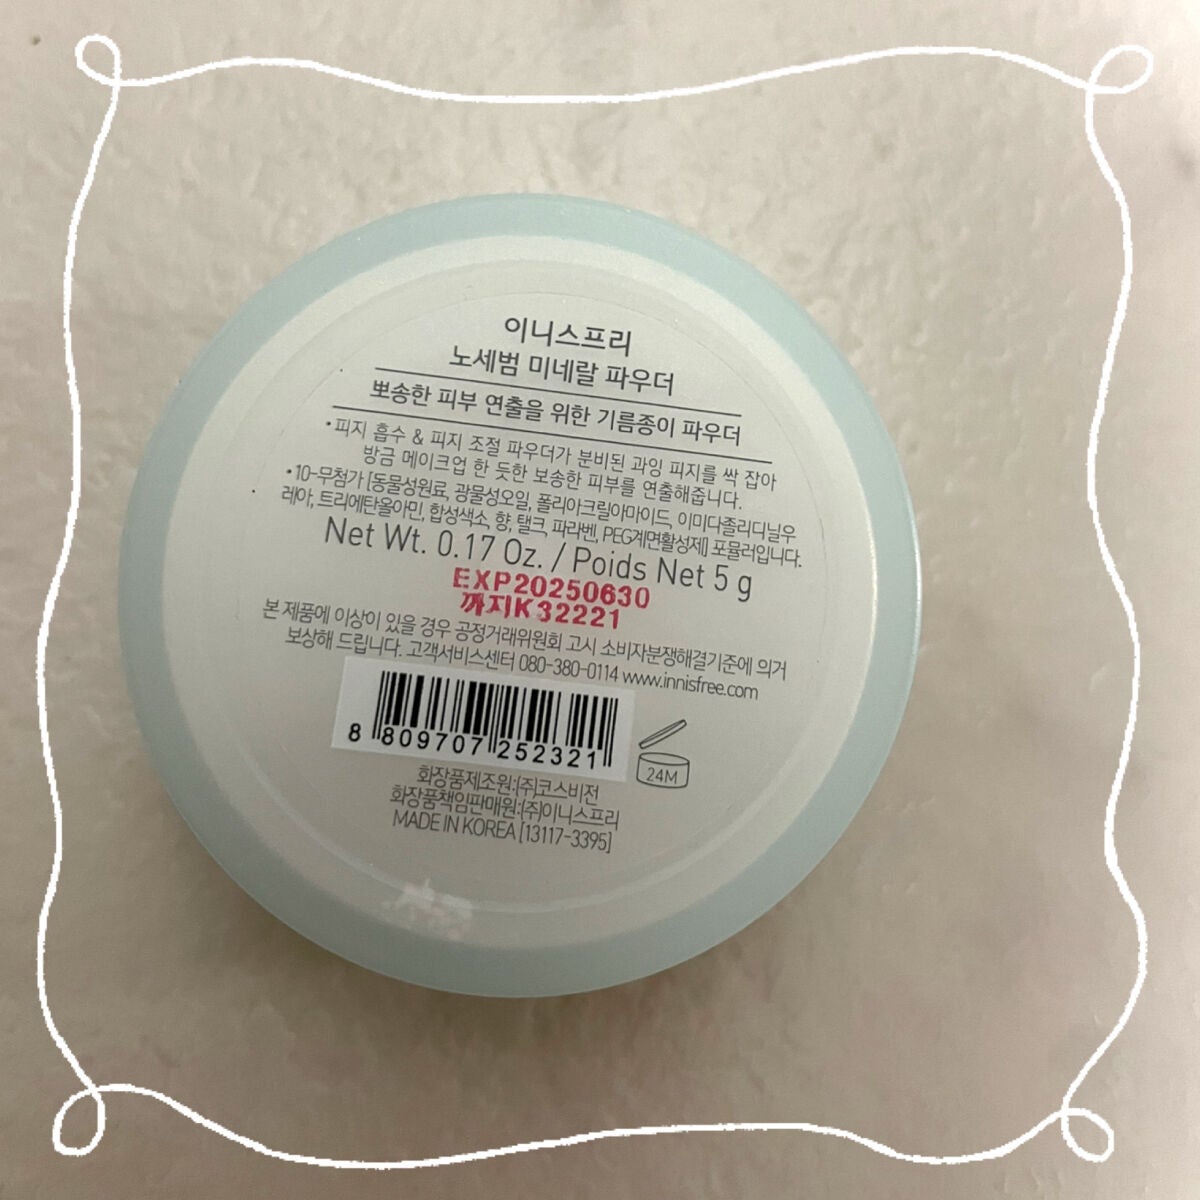 이니스프리
노세범 미네랄 파우더
뽀송한 피부 연출을 위한 기름종이 파우더
•피지 흡수 & 피지 조절 파우더가 분비된 과잉 피지를 싹 잡아
방금 메이크업 한 듯한 보송한 피부를 연출해줍니다.
•10-무첨가 [동물성원료, 광물성오일, 폴리아크릴아마이드, 이미다졸리디닐우
레아, 트리에탄올아민, 합성색소, 향, 탤크, 파라벤, PEG계면활성제] 포뮬러입니다.
Net Wt. 0.17 Oz. / Poids Net 5 g
EXP20250630
까지K32221
본 제품에 이상이 있을 경우 공정거래위원회 고시 소비자분쟁해결기준에 의거
보상해 드립니다. 고객서비스센터 080-380-0114 www.innisfree.com
8 809707 252321
24M
화장품제조원:(주)코스비전
화장품책임판매원:(주)이니스프리
MADE IN KOREA [13117-3395]